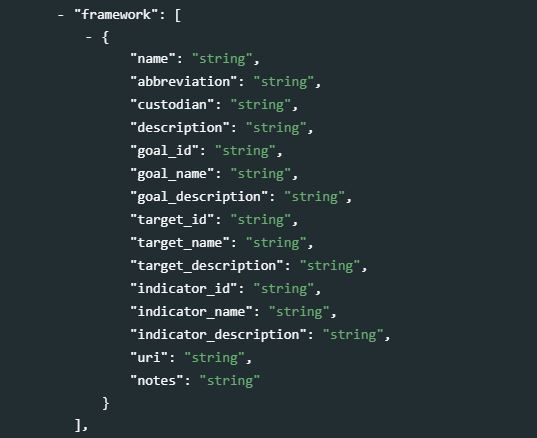 - "framework": [
- {
"name": "string",
"abbreviation": "string",
"custodian": "string",
"description": "string",
"goal_id": "string",
"goal_name": "string",
"goal_description": "string",
"target_id": "string",
"target_name": "string",
"target_description": "string",
"indicator_id": "string",
"indicator_name": "string",
"indicator_description": "string",
"uri": "string",
"notes": "string"
}
],